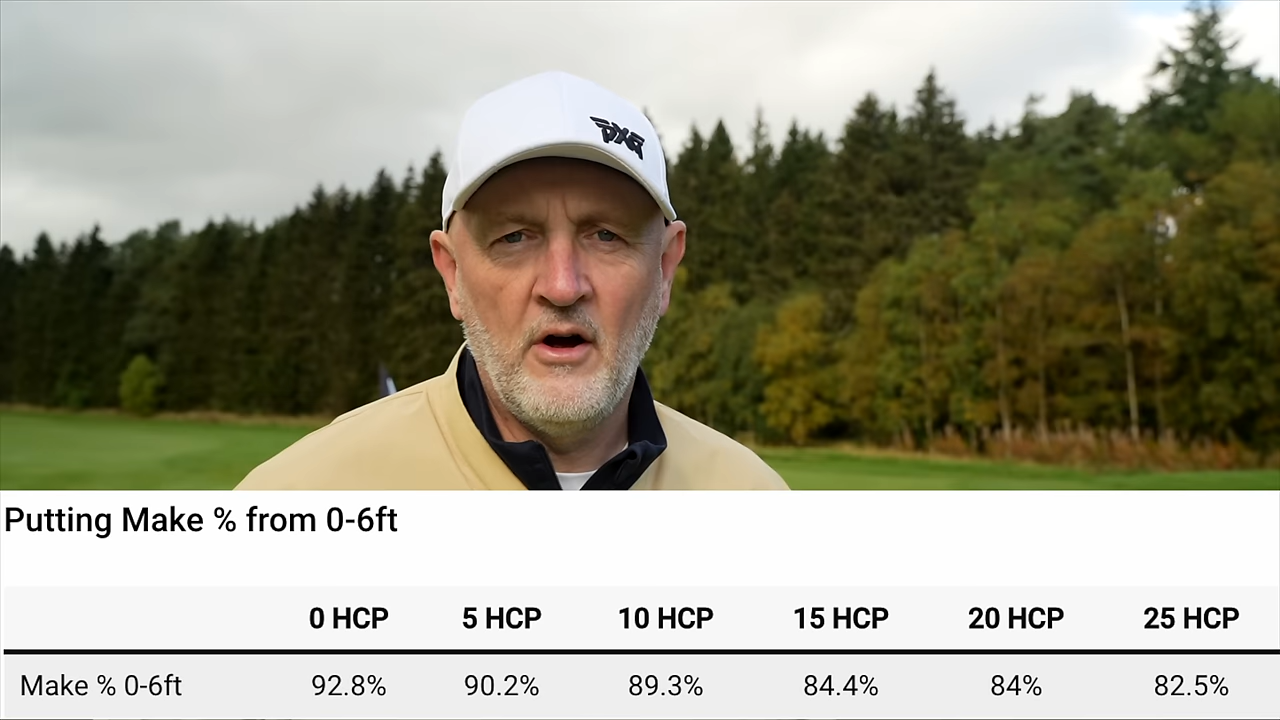 PXG
Putting Make % from 0-6ft
0 HCP 5 HCP 10 HCP 15 HCP 20 HCP 25 HCP
Make % 0-6ft 92.8% 90.2% 89.3% 84.4% 84% 82.5%